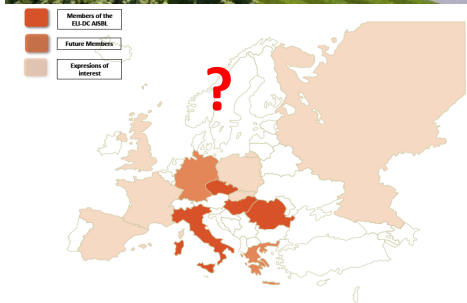 Members of the
ELI-DC AISBL
Future Members
Expresions of
interest
?